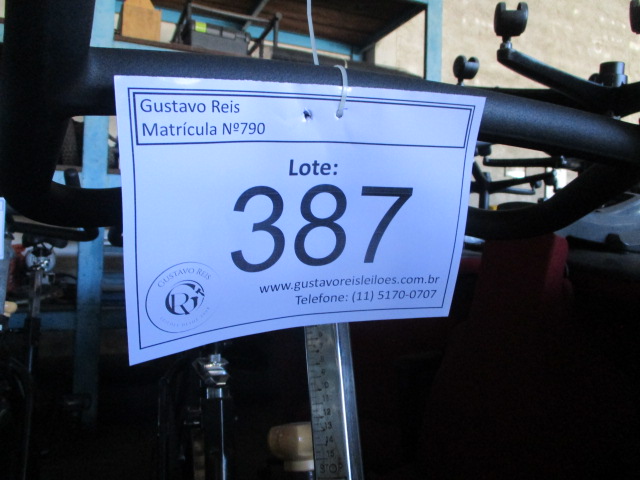 Gustavo Reis
Matrícula Nº790
Lote:
387
www.gustavoreisleiloes.com.br
Telefone: (11) 5170-0707
GUSTAVO REIS